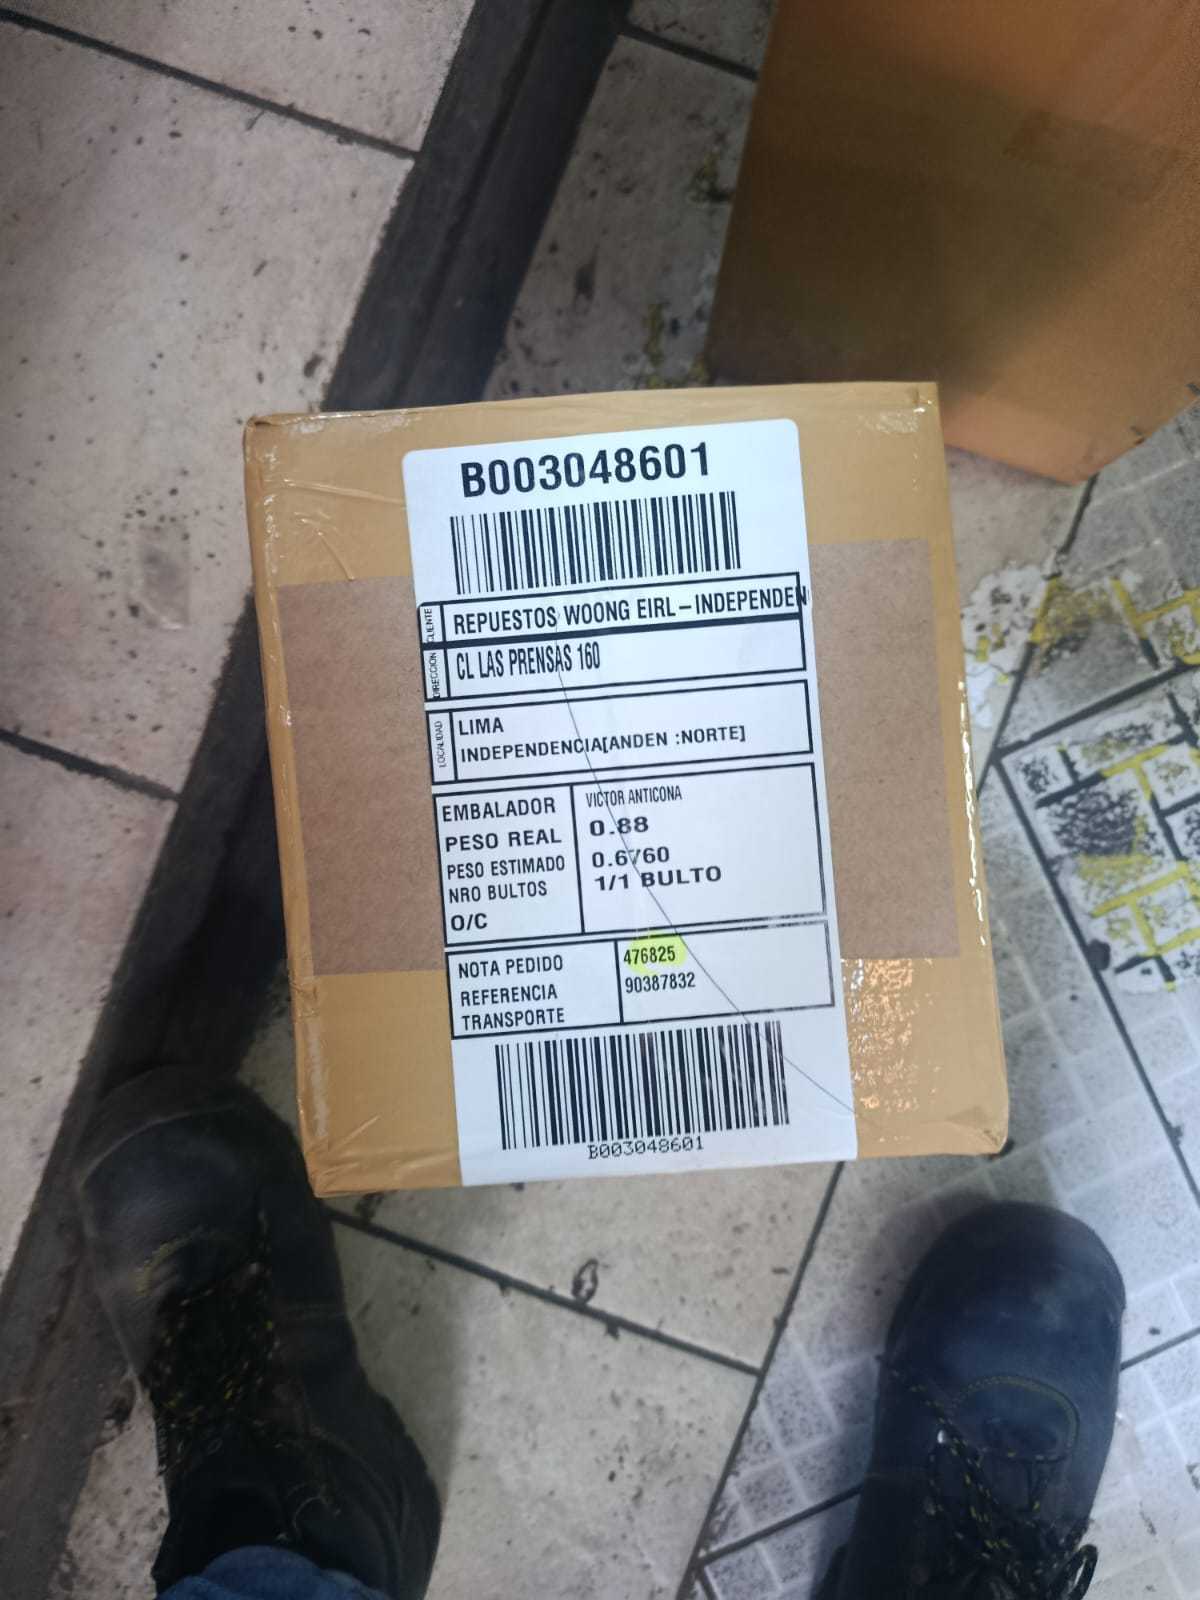 B003048601
CLIENTE REPUESTOS WOONG EIRL-INDEPENDEN
DIRECCION CL LAS PRENSAS 160
LOCALIDAD LIMA
INDEPENDENCIA[ANDEN :NORTE]
EMBALADOR VICTOR ANTICONA
PESO REAL 0.88
PESO ESTIMADO 0.6760
NRO BULTOS 1/1 BULTO
O/C
NOTA PEDIDO 476825
REFERENCIA 90387832
TRANSPORTE
B003048601